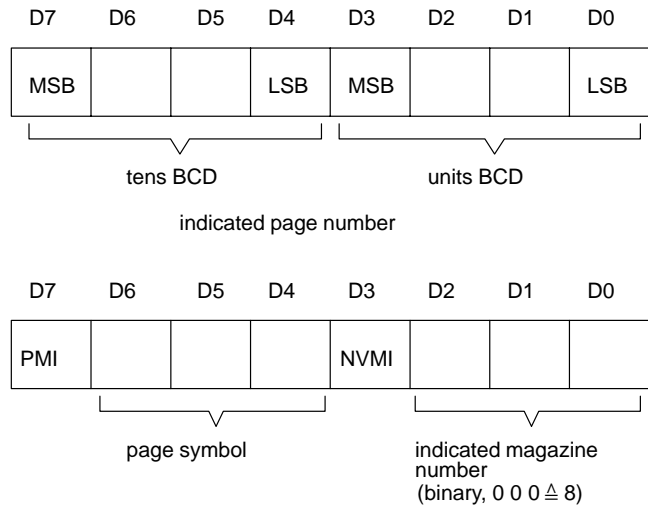 D7 D6 D5 D4 D3 D2 D1 D0
MSB LSB MSB LSB
tens BCD units BCD
indicated page number
D7 D6 D5 D4 D3 D2 D1 D0
PMI NVMI
page symbol indicated magazine
number
(binary, 0 0 0 ≙ 8)